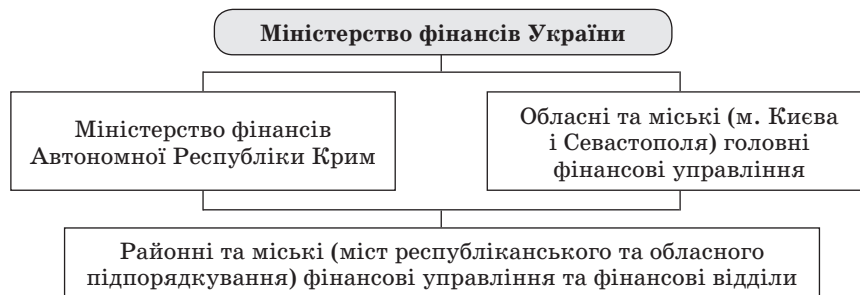 Міністерство фінансів України
Міністерство фінансів
Автономної Республіки Крим
Обласні та міські (м. Києва
і Севастополя) головні
фінансові управління
Районні та міські (міст республіканського та обласного
підпорядкування) фінансові управління та фінансові відділи